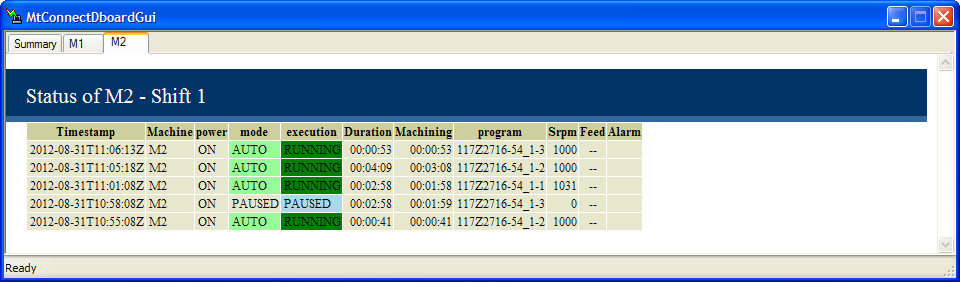 MtConnectDboardGui
Summary M1 M2
Status of M2 - Shift 1
Timestamp Machine power mode execution Duration Machining program Srpm Feed Alarm
2012-08-31T11:06:13Z M2 ON AUTO RUNNING 00:00:53 00:00:53 117Z2716-54_1-3 1000 --
2012-08-31T11:05:18Z M2 ON AUTO RUNNING 00:04:09 00:03:08 117Z2716-54_1-2 1000 --
2012-08-31T11:01:08Z M2 ON AUTO RUNNING 00:02:58 00:01:58 117Z2716-54_1-1 1031 --
2012-08-31T10:58:08Z M2 ON PAUSED PAUSED 00:02:58 00:01:59 117Z2716-54_1-3 0 --
2012-08-31T10:55:08Z M2 ON AUTO RUNNING 00:00:41 00:00:41 117Z2716-54_1-2 1000 --
Ready